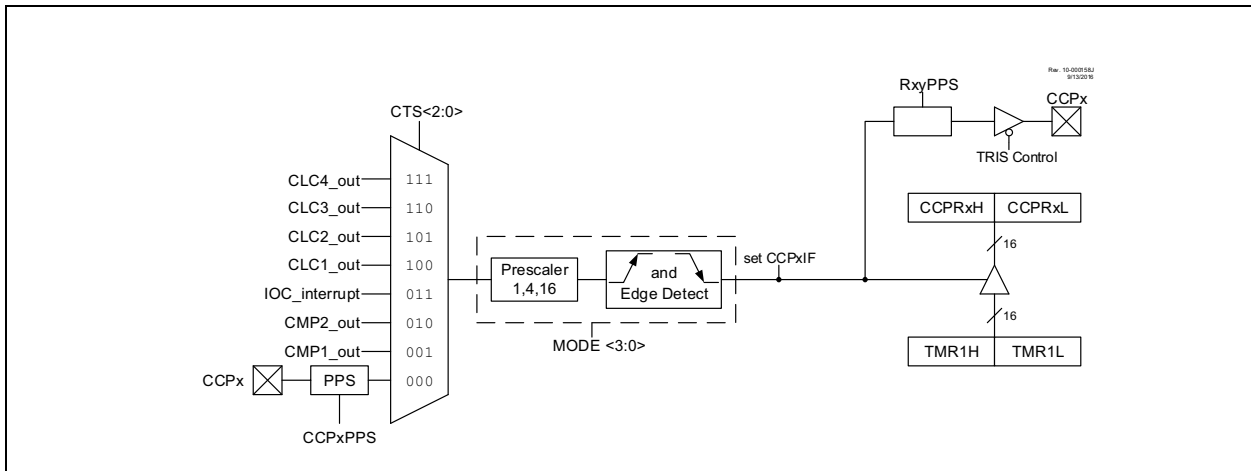 Rev. 10-000158J
9/13/2016
RxyPPS
CCPx
CTS<2:0>
TRIS Control
CLC4_out
111
CLC3_out
110
CCPRxH
CCPRxL
CLC2_out
101
16
CLC1_out
100
Prescaler
1,4,16
and
Edge Detect
set CCPxIF
IOC_interrupt
011
CMP2_out
010
16
MODE <3:0>
CMP1_out
001
TMR1H
TMR1L
CCPx
PPS
000
CCPxPPS